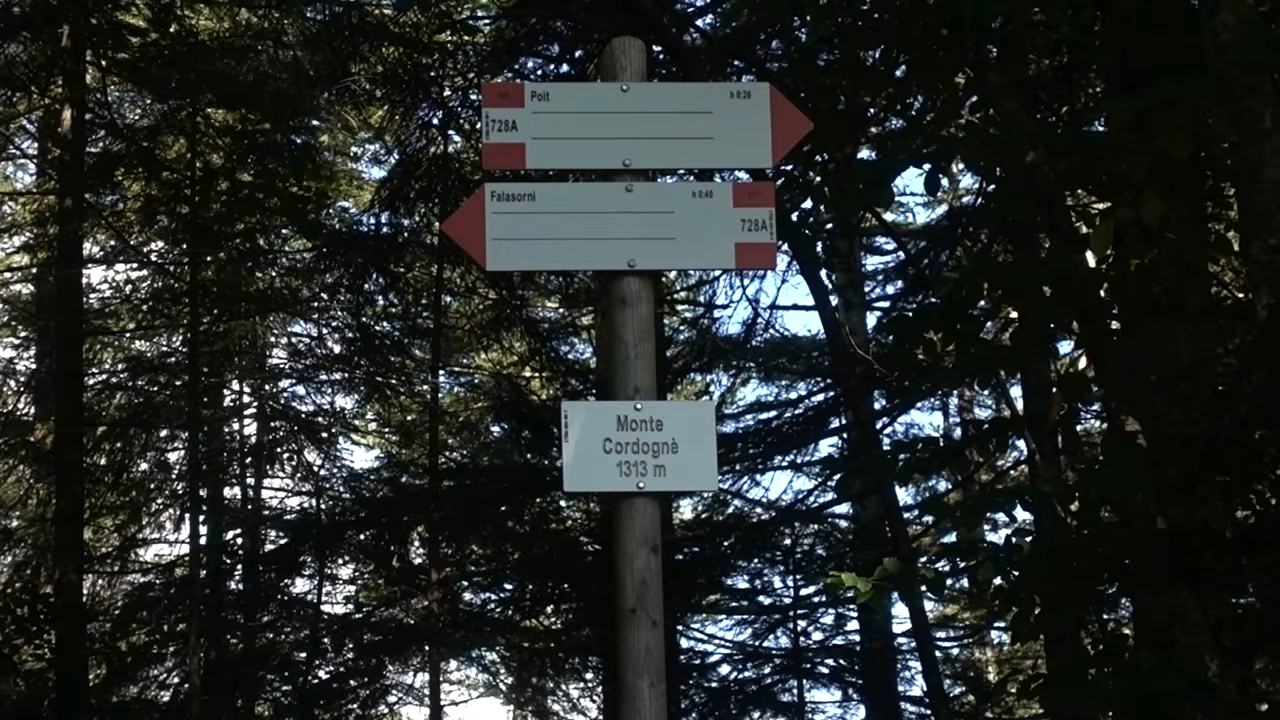 Poit h 0:20
728A
Falasorni h 0:40
728A
Monte
Cordognè
1313 m